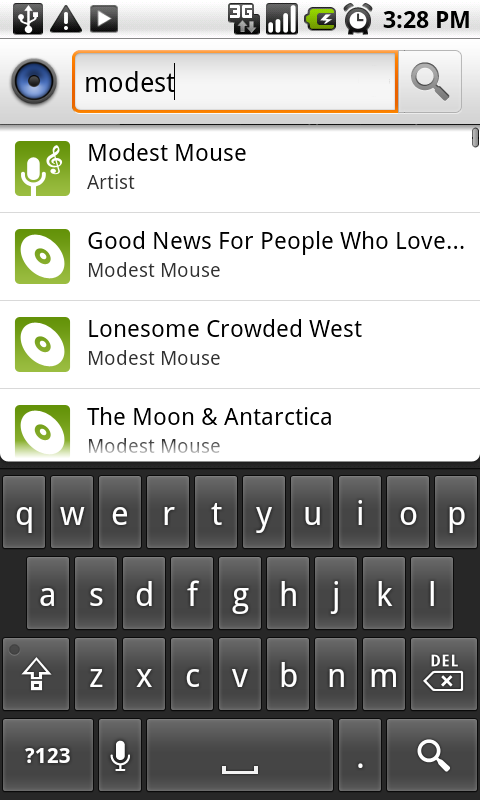 3G 3:28 PM
modest
Modest Mouse
Artist
Good News For People Who Love...
Modest Mouse
Lonesome Crowded West
Modest Mouse
The Moon & Antarctica
Modest Mouse
q w e r t y u i o p
a s d f g h j k l
z x c v b n m DEL
?123 .